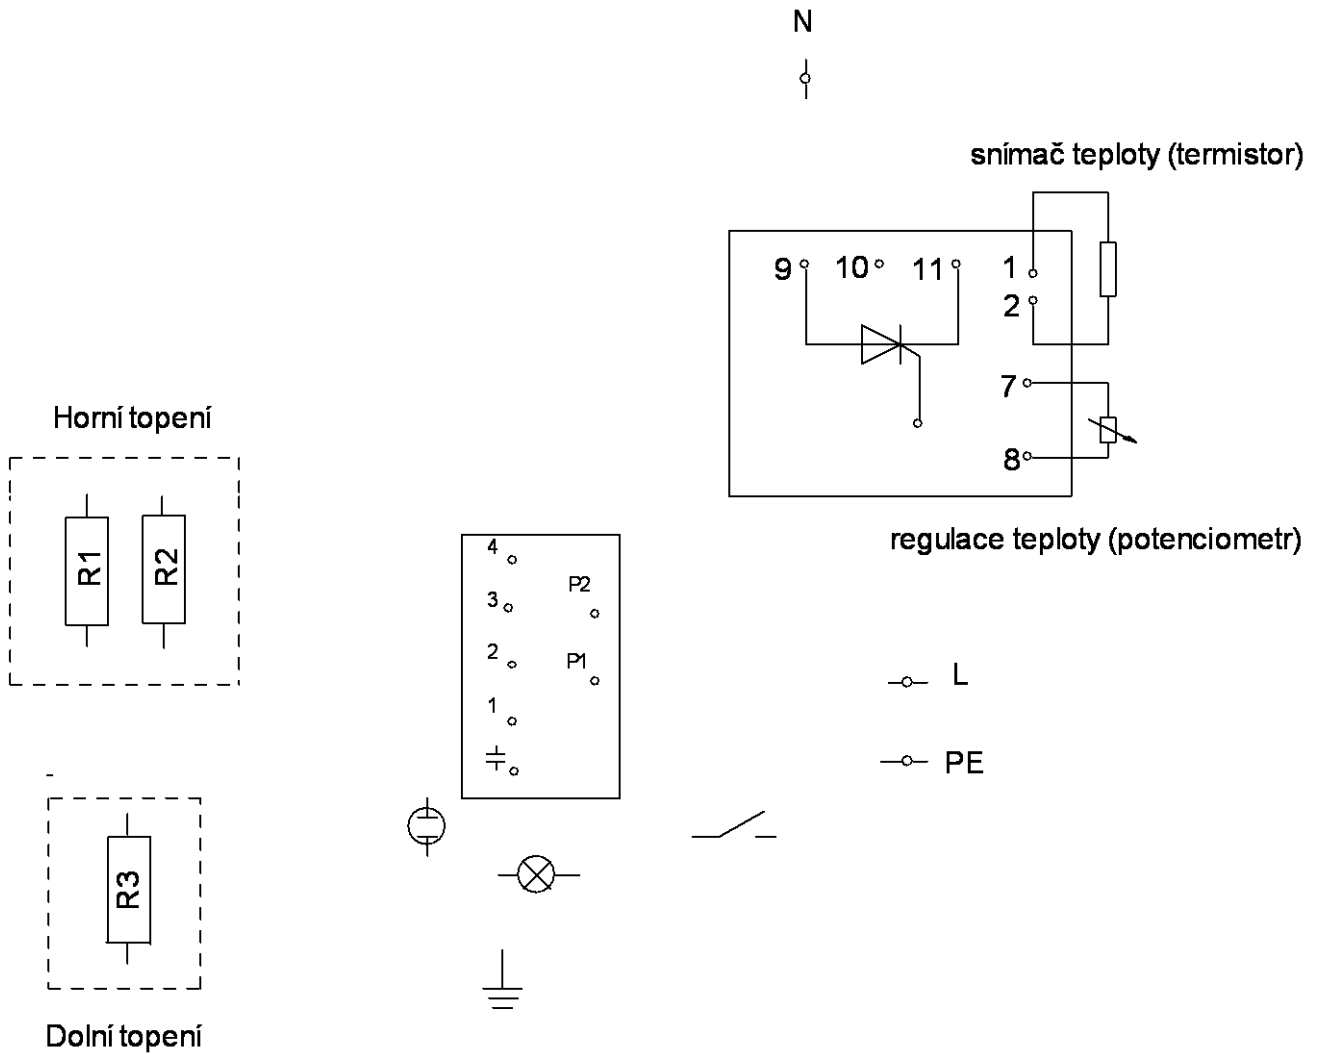 N
snímač teploty (termistor)
9 10 11 1
2
7
8
Horní topení
regulace teploty (potenciometr)
R1 R2
4
P2
3
2 P1
1
L
PE
R3
Dolní topení